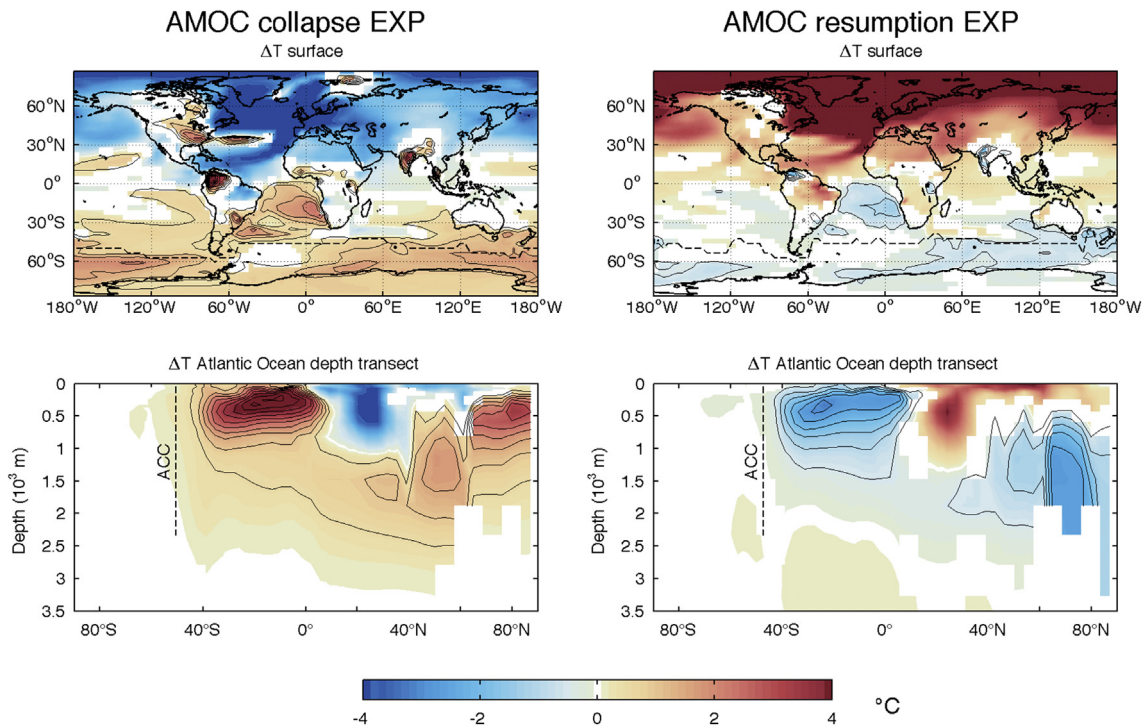 AMOC collapse EXP
ΔT surface
60°N
30°N
0°
30°S
60°S
180°W 120°W 60°W 0° 60°E 120°E 180°W
AMOC resumption EXP
ΔT surface
60°N
30°N
0°
30°S
60°S
180°W 120°W 60°W 0° 60°E 120°E 180°W
ΔT Atlantic Ocean depth transect
Depth (10³ m)
0
0.5
1
1.5
2
2.5
3
3.5
ACC
80°S 40°S 0° 40°N 80°N
ΔT Atlantic Ocean depth transect
Depth (10³ m)
0
0.5
1
1.5
2
2.5
3
3.5
ACC
80°S 40°S 0° 40°N 80°N
-4 -2 0 2 4 °C